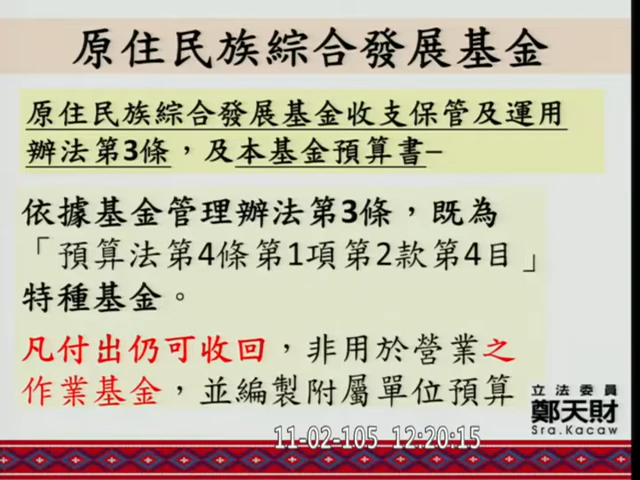 原住民族綜合發展基金
原住民族綜合發展基金收支保管及運用
辦法第3條，及本基金預算書–
依據基金管理辦法第3條，既為
「預算法第4條第1項第2款第4目」
特種基金。
凡付出仍可收回，非用於營業之
作業基金，並編製附屬單位預算
立法委員
鄭天財
Sra.Kacaw
11-02-105 12:20:15